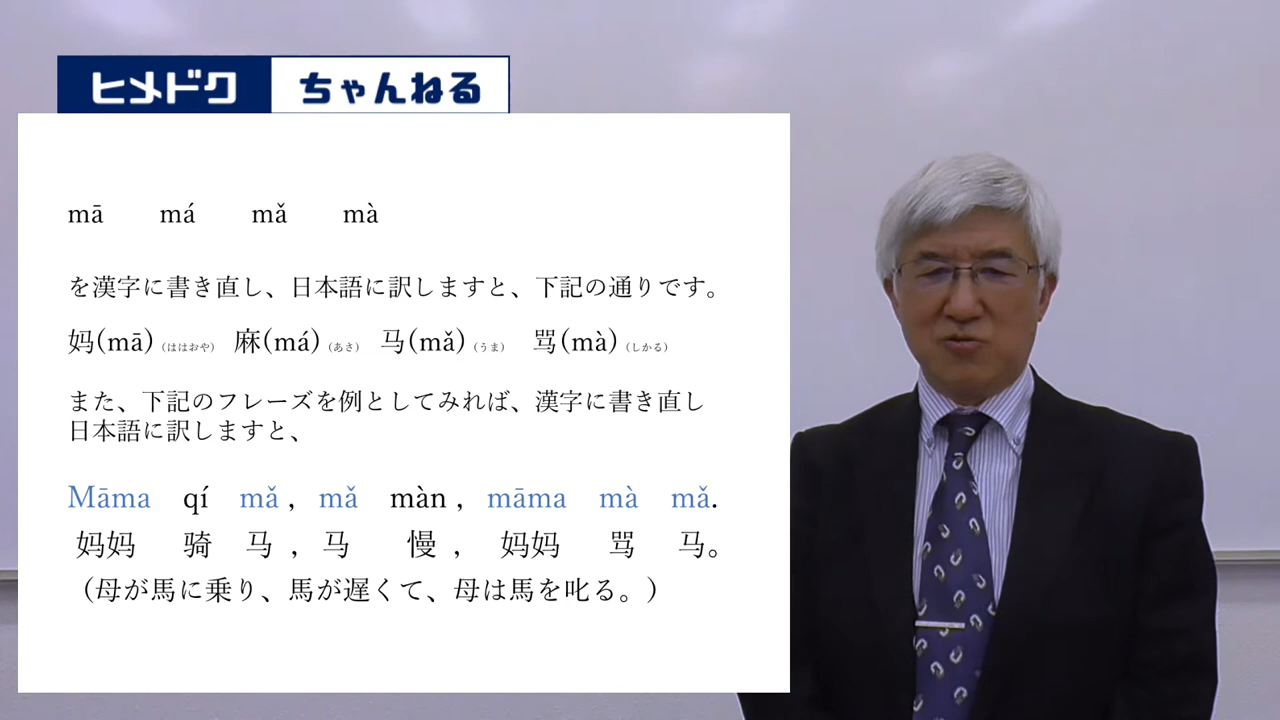 ヒメドク ちゃんねる
mā má mǎ mà
を漢字に書き直し、日本語に訳しますと、下記の通りです。
妈(mā)（ははおや） 麻(má)（あさ） 马(mǎ)（うま） 骂(mà)（しかる）
また、下記のフレーズを例としてみれば、漢字に書き直し
日本語に訳しますと、
Māma qí mǎ , mǎ màn , māma mà mǎ.
妈妈 骑 马 , 马 慢 , 妈妈 骂 马。
（母が馬に乗り、馬が遅くて、母は馬を叱る。）